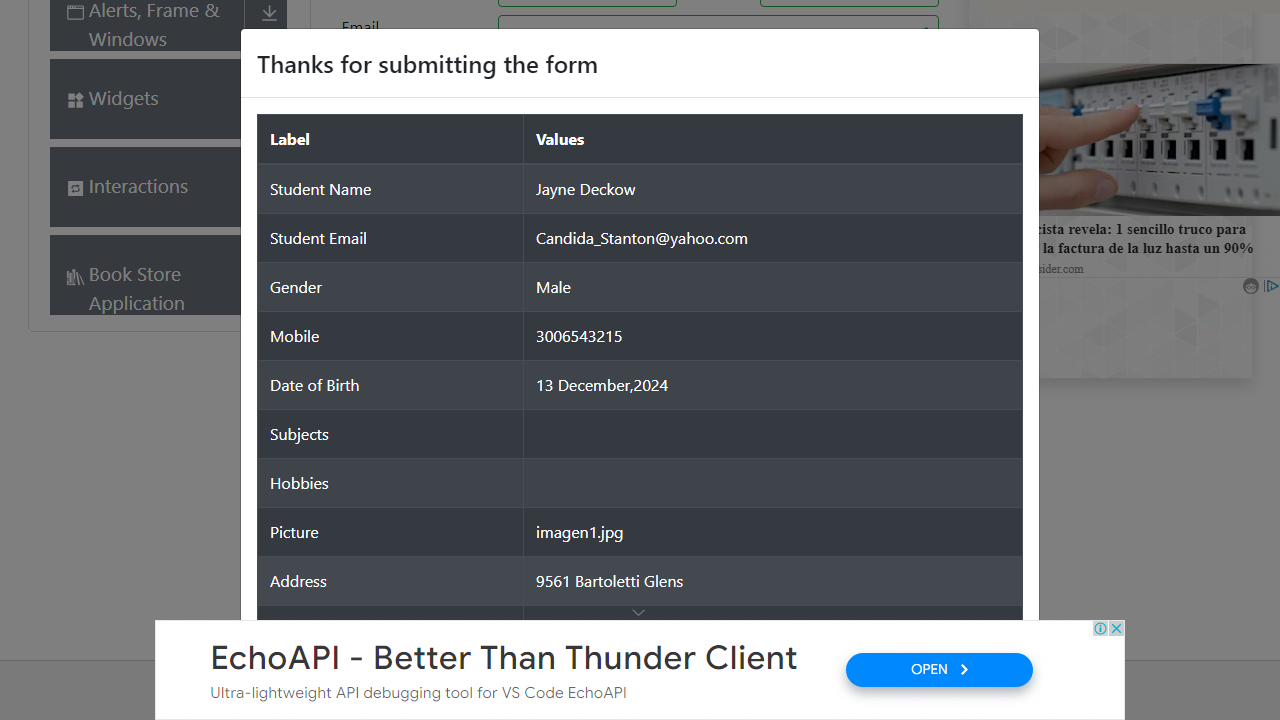 Alerts, Frame &
Windows
Email
Thanks for submitting the form
Widgets
Label Values
Interactions
Student Name Jayne Deckow
cista revela: 1 sencillo truco para
la factura de la luz hasta un 90%
Student Email Candida_Stanton@yahoo.com
sider.com
Book Store
Application
Gender Male
Mobile 3006543215
Date of Birth 13 December,2024
Subjects
Hobbies
Picture imagen1.jpg
Address 9561 Bartoletti Glens
EchoAPI - Better Than Thunder Client
Ultra-lightweight API debugging tool for VS Code EchoAPI
OPEN